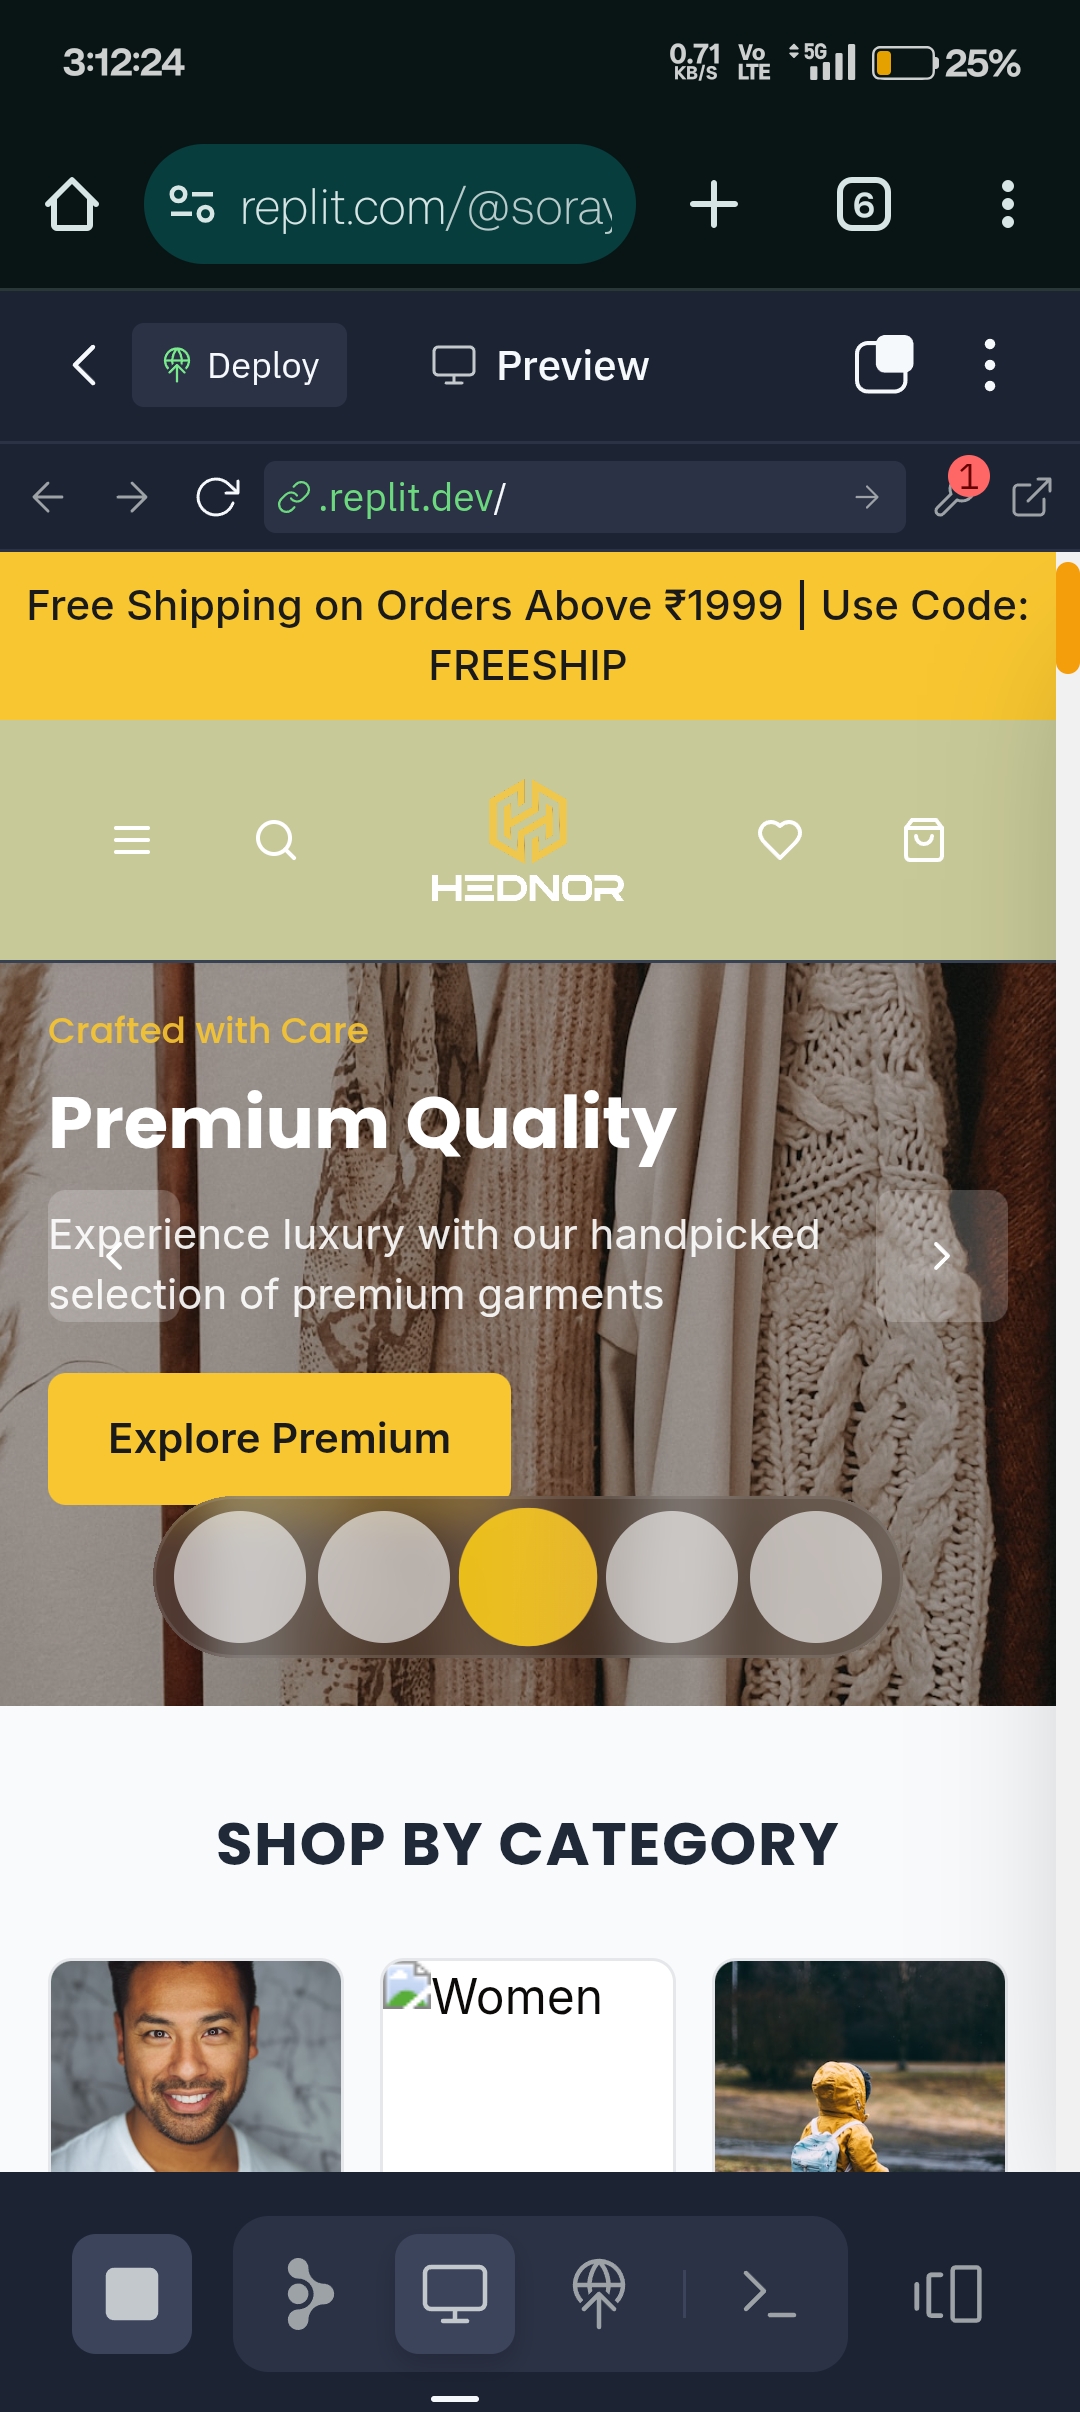 3:12:24
0.71 KB/S
Vo LTE
5G
25%
replit.com/@soray
6
Deploy
Preview
.replit.dev/
1
Free Shipping on Orders Above ₹1999 | Use Code:
FREESHIP
HEDNOR
Crafted with Care
Premium Quality
Experience luxury with our handpicked
selection of premium garments
Explore Premium
SHOP BY CATEGORY
Women